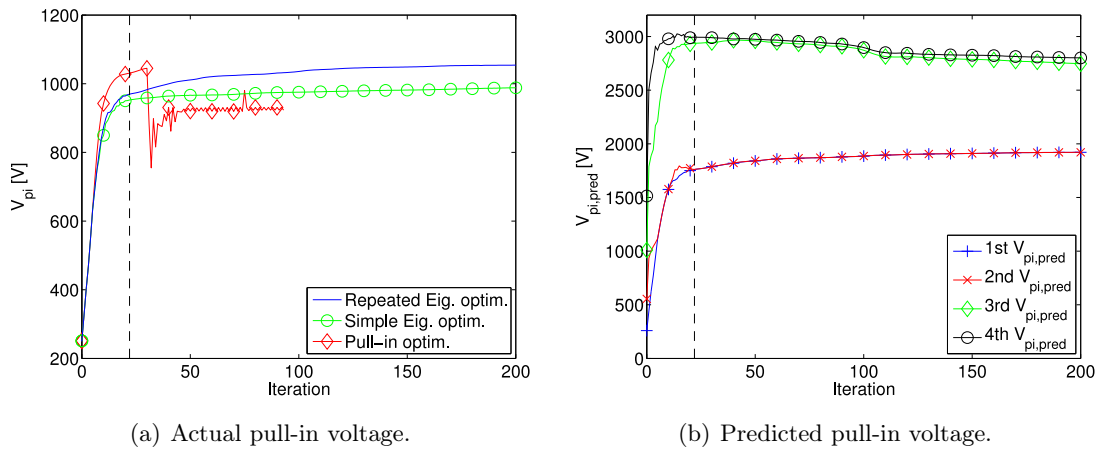 1200
1000
800
600
400
200
0 50 100 150 200
V_pi [V]
Iteration
Repeated Eig. optim.
Simple Eig. optim.
Pull-in optim.
(a) Actual pull-in voltage.
3000
2500
2000
1500
1000
500
0
0 50 100 150 200
V_pi,pred [V]
Iteration
1st V_pi,pred
2nd V_pi,pred
3rd V_pi,pred
4th V_pi,pred
(b) Predicted pull-in voltage.